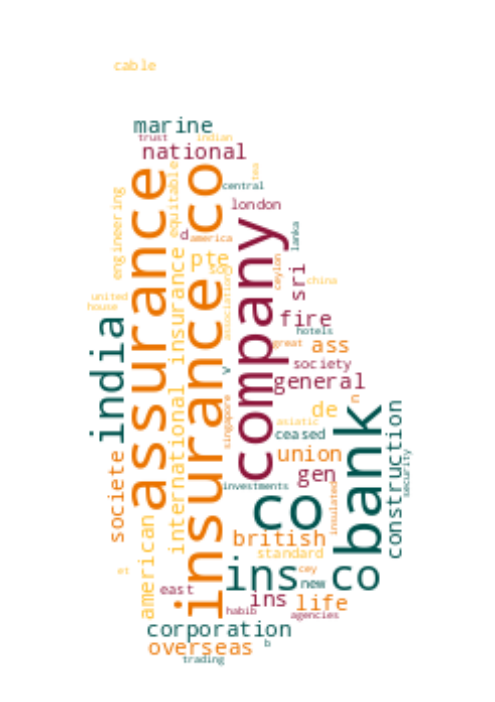 cable
marine
trust
indian
national
tea
central
equitable
engineering
london
d
america
lanka
pte
son
assurance
insurance co
company
ceylon
sri
china
united
house
association
insurance
international
india
fire
hotels
great
ass
society
general
v
c
de
asiatic
singapore
ceased
bank
construction
union
security
societe
gen
investments
insulated
co
american
british
standard
et
ins co
cey
new
east
ins
life
habib
agencies
corporation
b
overseas
trading